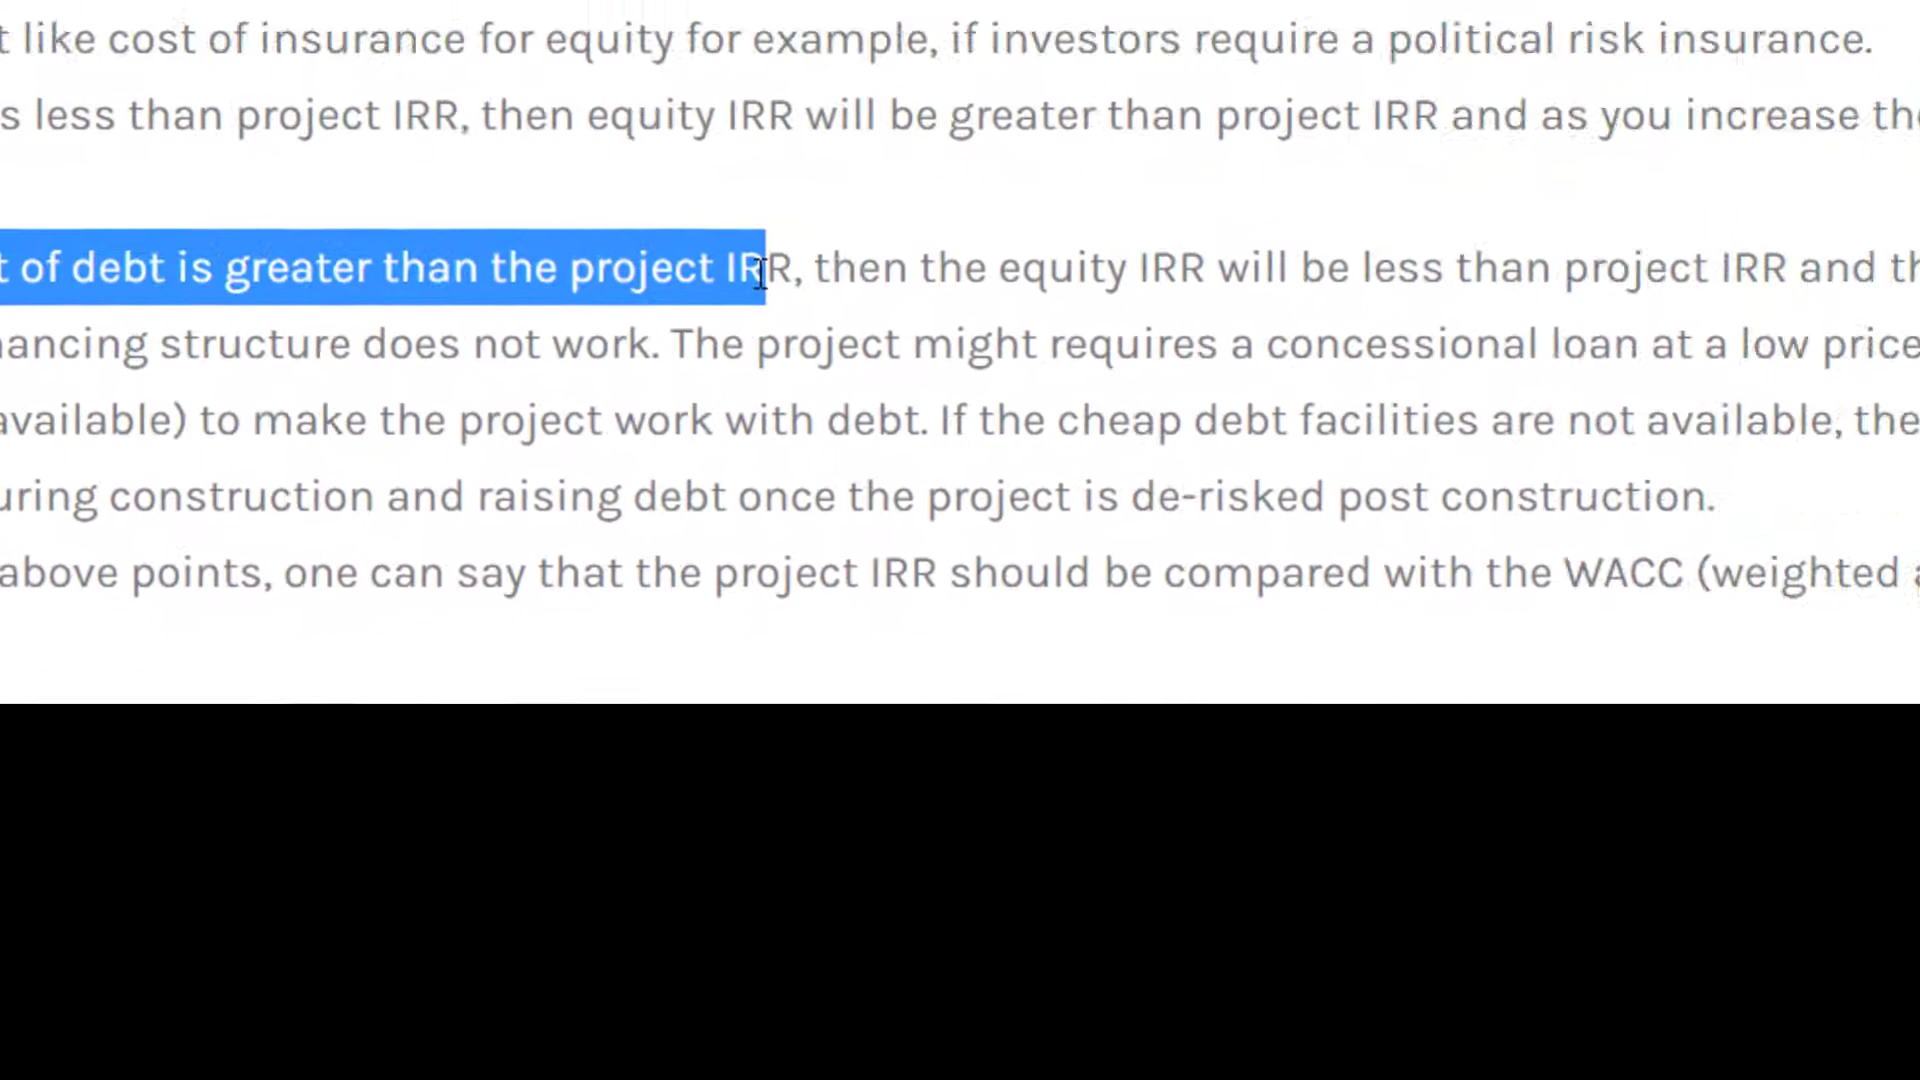 t like cost of insurance for equity for example, if investors require a political risk insurance.
s less than project IRR, then equity IRR will be greater than project IRR and as you increase the
t of debt is greater than the project IRR, then the equity IRR will be less than project IRR and th
ancing structure does not work. The project might requires a concessional loan at a low price
available) to make the project work with debt. If the cheap debt facilities are not available, the
uring construction and raising debt once the project is de-risked post construction.
above points, one can say that the project IRR should be compared with the WACC (weighted